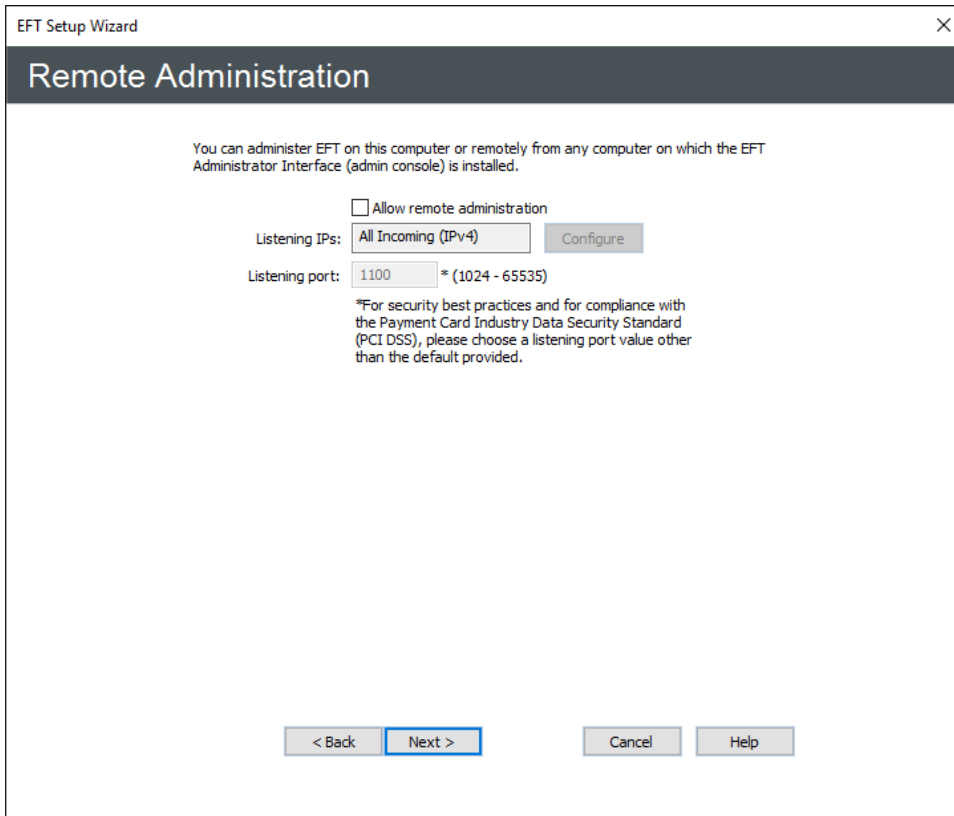 EFT Setup Wizard
Remote Administration
You can administer EFT on this computer or remotely from any computer on which the EFT
Administrator Interface (admin console) is installed.
Allow remote administration
Listening IPs: All Incoming (IPv4) Configure
Listening port: 1100 * (1024 - 65535)
*For security best practices and for compliance with
the Payment Card Industry Data Security Standard
(PCI DSS), please choose a listening port value other
than the default provided.
< Back Next > Cancel Help